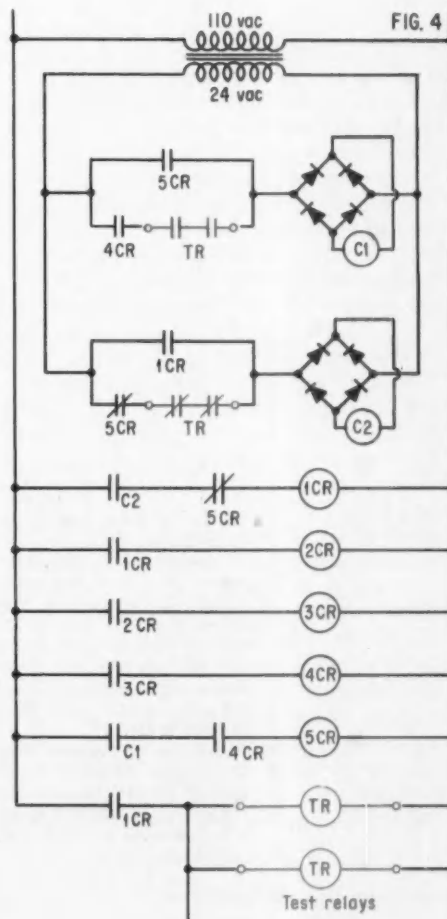 110 vac
FIG. 4
24 vac
5CR
4CR
TR
C1
1CR
5CR
TR
C2
C2
5CR
1CR
1CR
2CR
2CR
3CR
3CR
4CR
C1
4CR
5CR
1CR
TR
TR
Test relays